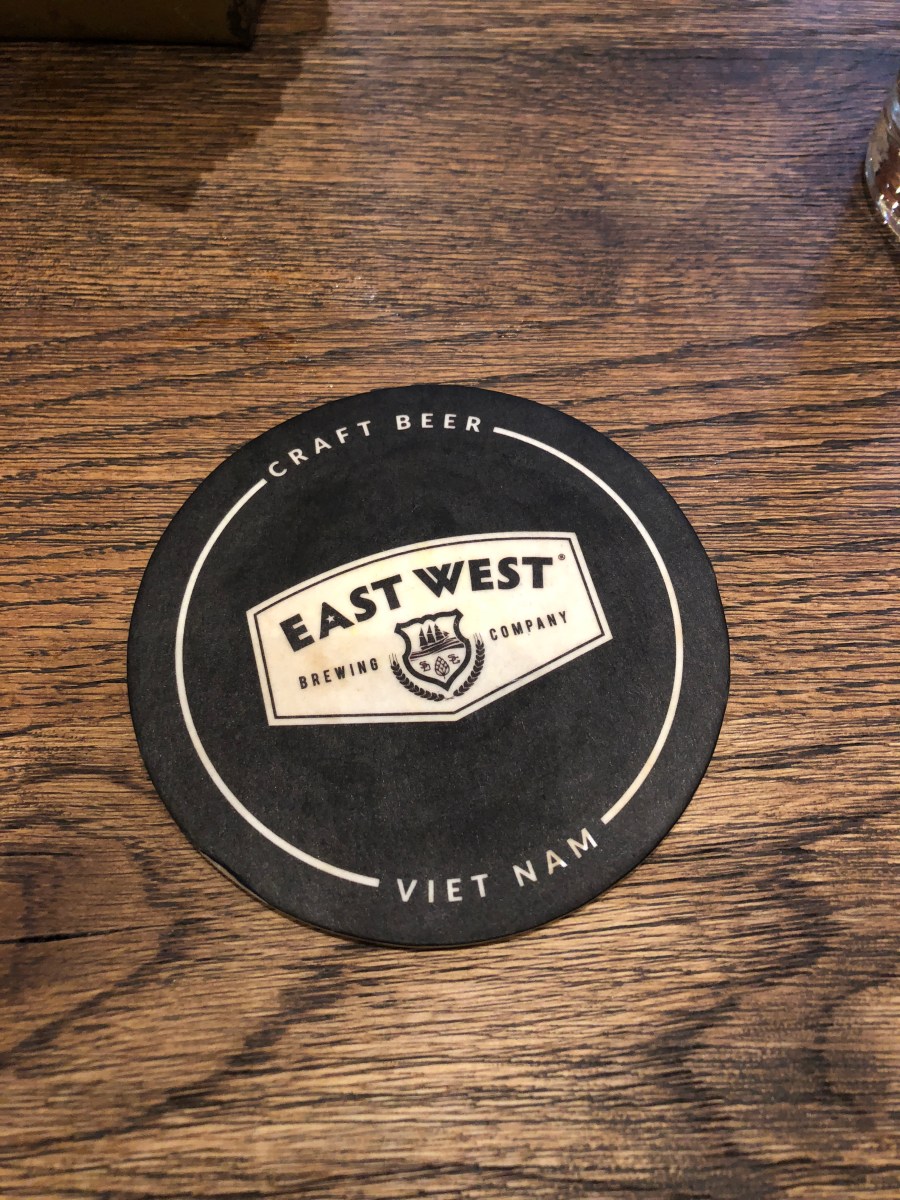 CRAFT BEER
EAST WEST®
BREWING COMPANY
VIET NAM